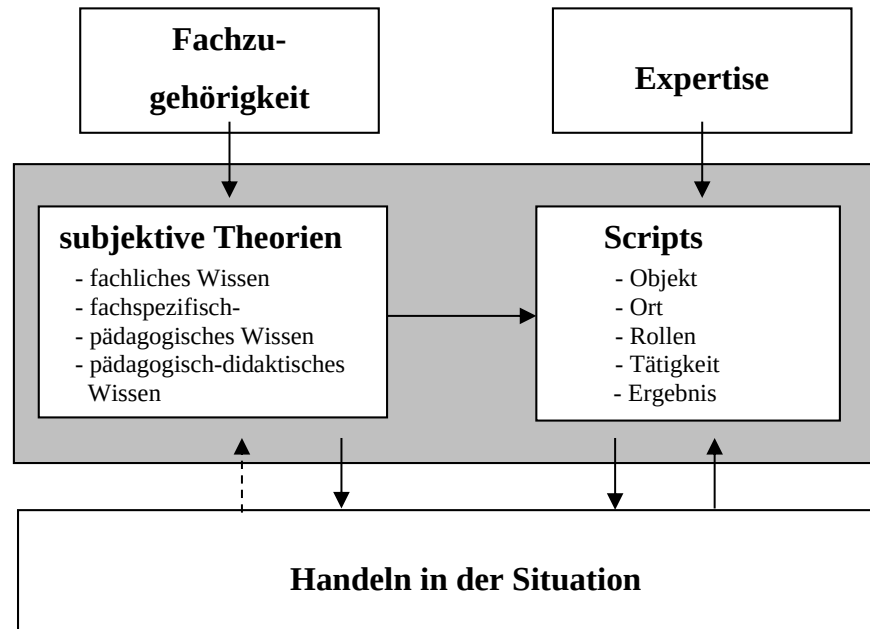 Fachzu-
gehörigkeit
Expertise
subjektive Theorien
- fachliches Wissen
- fachspezifisch-
- pädagogisches Wissen
- pädagogisch-didaktisches
Wissen
Scripts
- Objekt
- Ort
- Rollen
- Tätigkeit
- Ergebnis
Handeln in der Situation